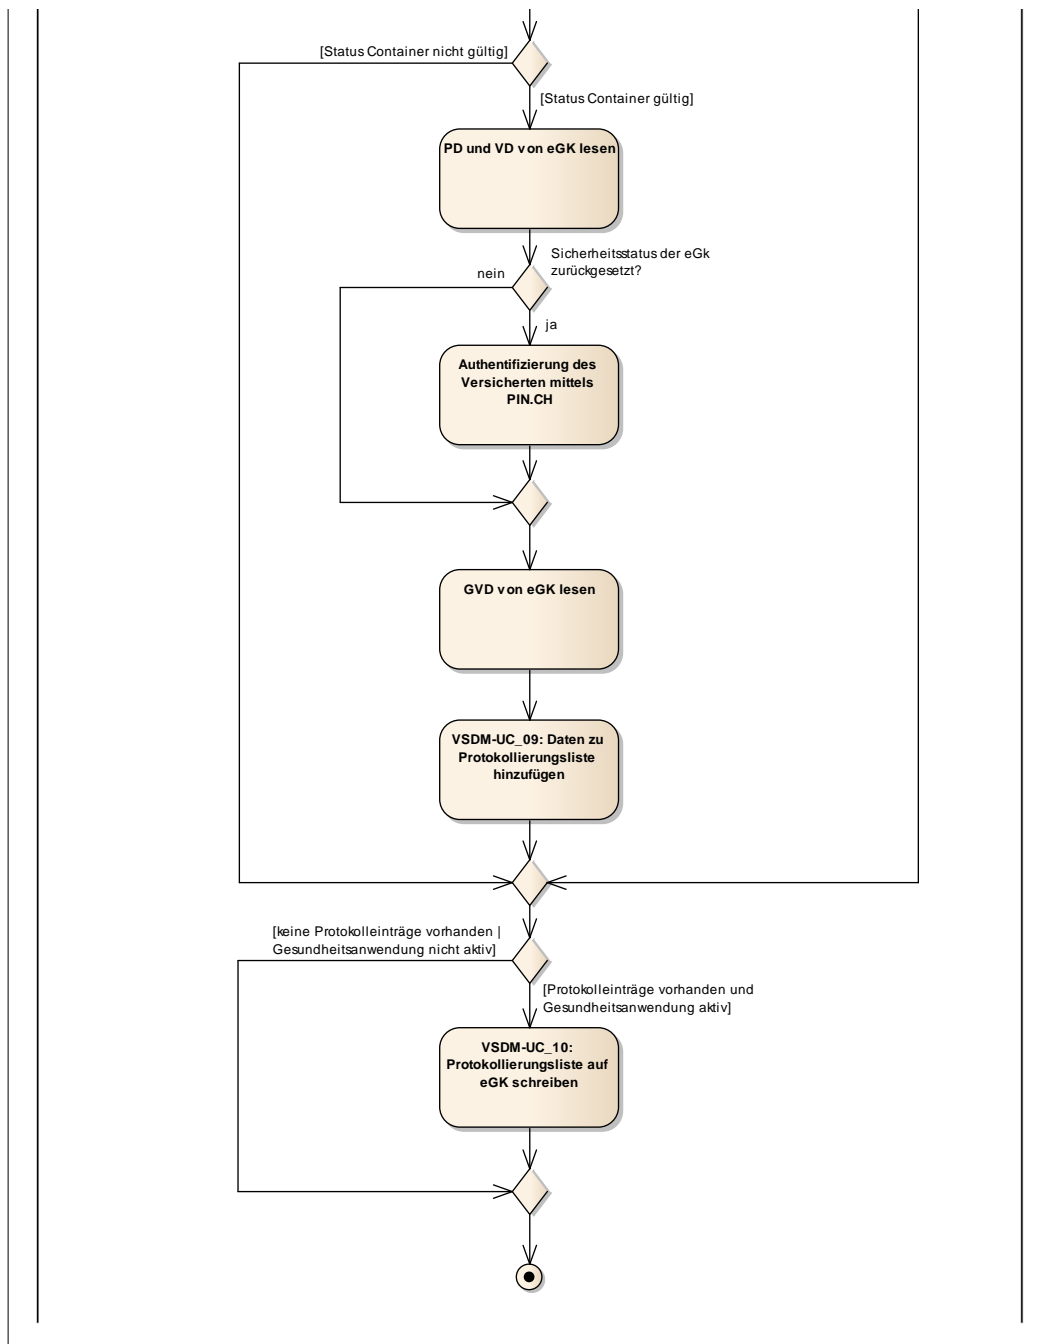 [Status Container nicht gültig]
[Status Container gültig]
PD und VD von eGK lesen
Sicherheitsstatus der eGk
zurückgesetzt?
nein
ja
Authentifizierung des
Versicherten mittels
PIN.CH
GVD von eGK lesen
VSDM-UC_09: Daten zu
Protokollierungsliste
hinzufügen
[keine Protokolleinträge vorhanden |
Gesundheitsanwendung nicht aktiv]
[Protokolleinträge vorhanden und
Gesundheitsanwendung aktiv]
VSDM-UC_10:
Protokollierungsliste auf
eGK schreiben